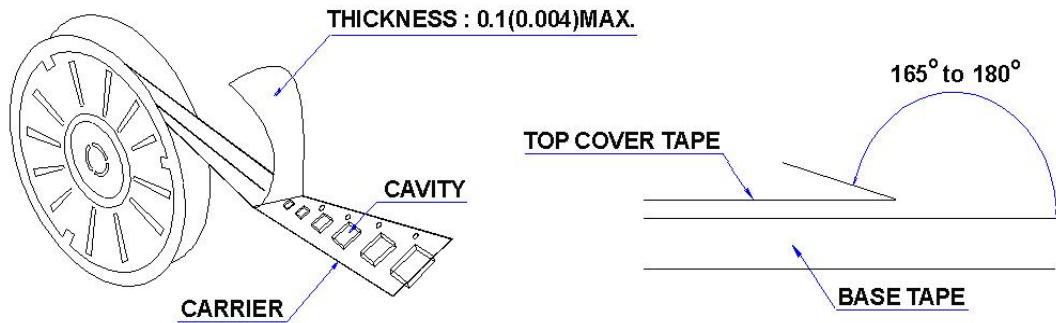 THICKNESS : 0.1(0.004)MAX.
CAVITY
CARRIER
165° to 180°
TOP COVER TAPE
BASE TAPE